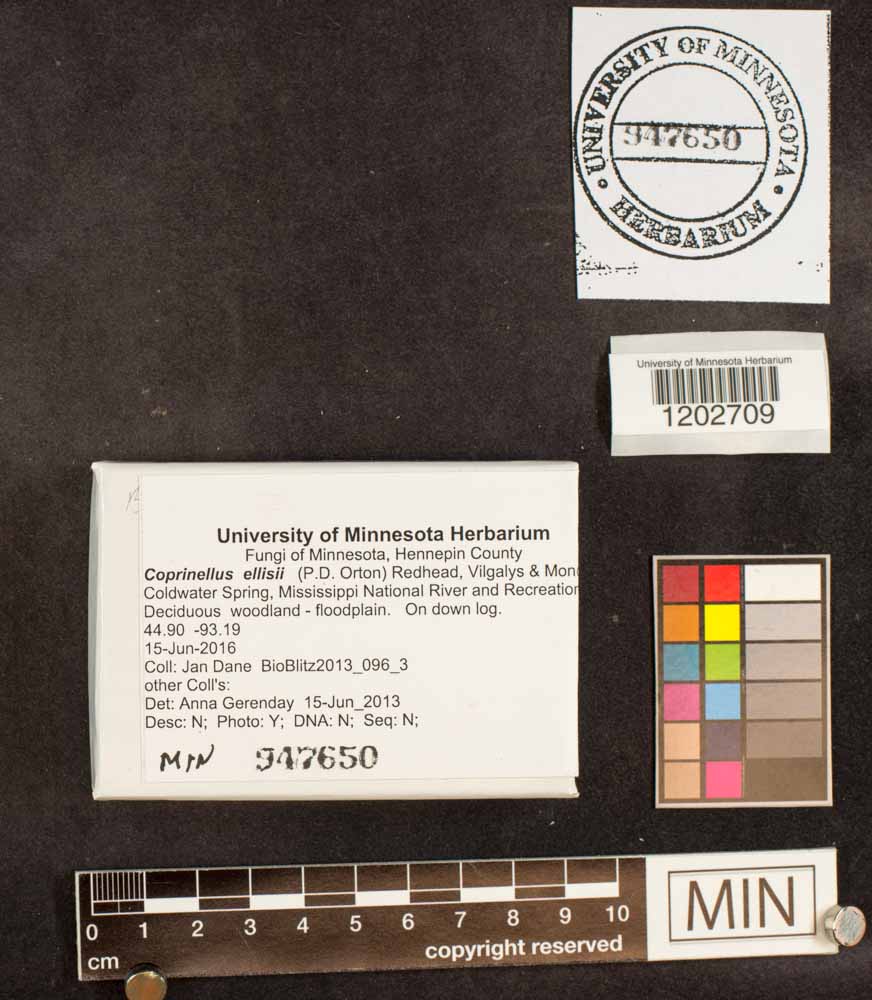 UNIVERSITY OF MINNESOTA
947650
HERBARIUM
University of Minnesota Herbarium
1202709
University of Minnesota Herbarium
Fungi of Minnesota, Hennepin County
Coprinellus ellisii (P.D. Orton) Redhead, Vilgalys &
Coldwater Spring, Mississippi National River and Recreation
Deciduous woodland - floodplain. On down log.
44.90 -93.19
15-Jun-2016
Coll: Jan Dane BioBlitz2013_096_3
other Coll's:
Det: Anna Gerenday 15-Jun_2013
Desc: N; Photo: Y; DNA: N; Seq: N;
MIN 947650
0 1 2 3 4 5 6 7 8 9 10
cm
copyright reserved
MIN